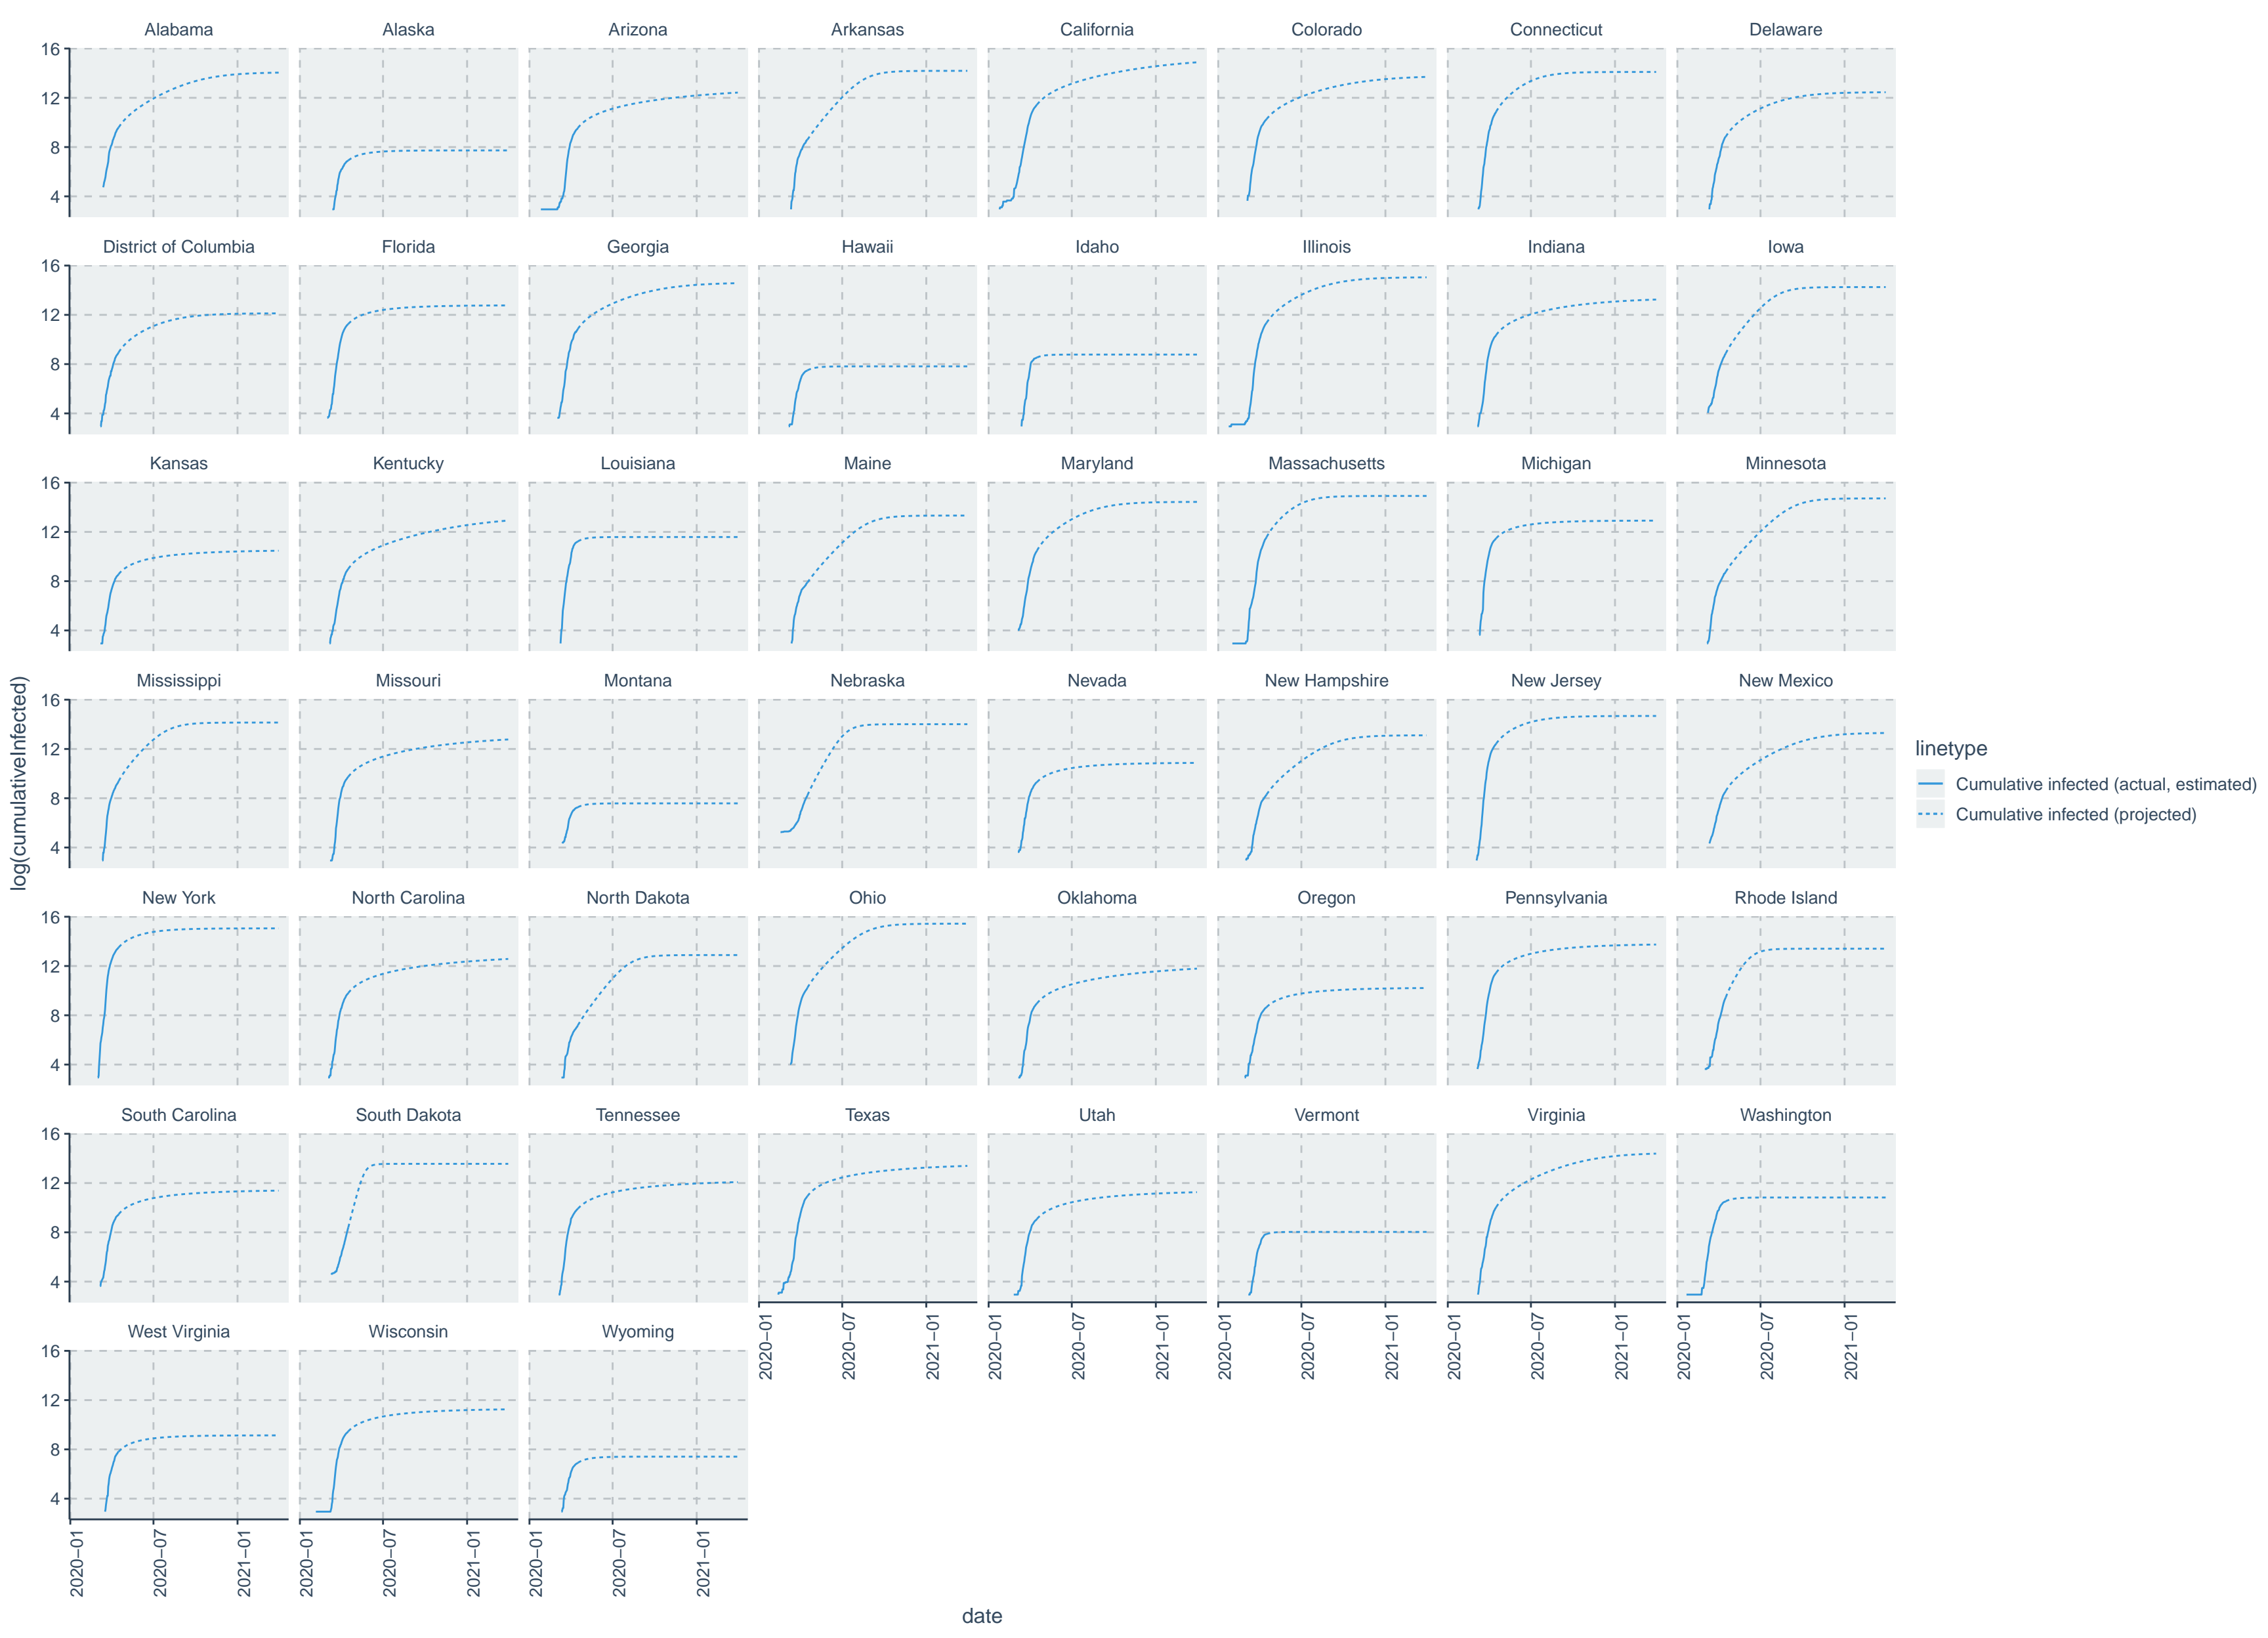 Alabama Alaska Arizona Arkansas California Colorado Connecticut Delaware
16
12
8
4
District of Columbia Florida Georgia Hawaii Idaho Illinois Indiana Iowa
16
12
8
4
Kansas Kentucky Louisiana Maine Maryland Massachusetts Michigan Minnesota
16
12
8
4
log(cumulativeInfected)
Mississippi Missouri Montana Nebraska Nevada New Hampshire New Jersey New Mexico
16
12
8
4
linetype
Cumulative infected (actual, estimated)
Cumulative infected (projected)
New York North Carolina North Dakota Ohio Oklahoma Oregon Pennsylvania Rhode Island
16
12
8
4
South Carolina South Dakota Tennessee Texas Utah Vermont Virginia Washington
16
12
8
4
2020−01 2020−07 2021−01 2020−01 2020−07 2021−01 2020−01 2020−07 2021−01 2020−01 2020−07 2021−01 2020−01 2020−07 2021−01
West Virginia Wisconsin Wyoming
16
12
8
4
2020−01 2020−07 2021−01 2020−01 2020−07 2021−01 2020−01 2020−07 2021−01
date